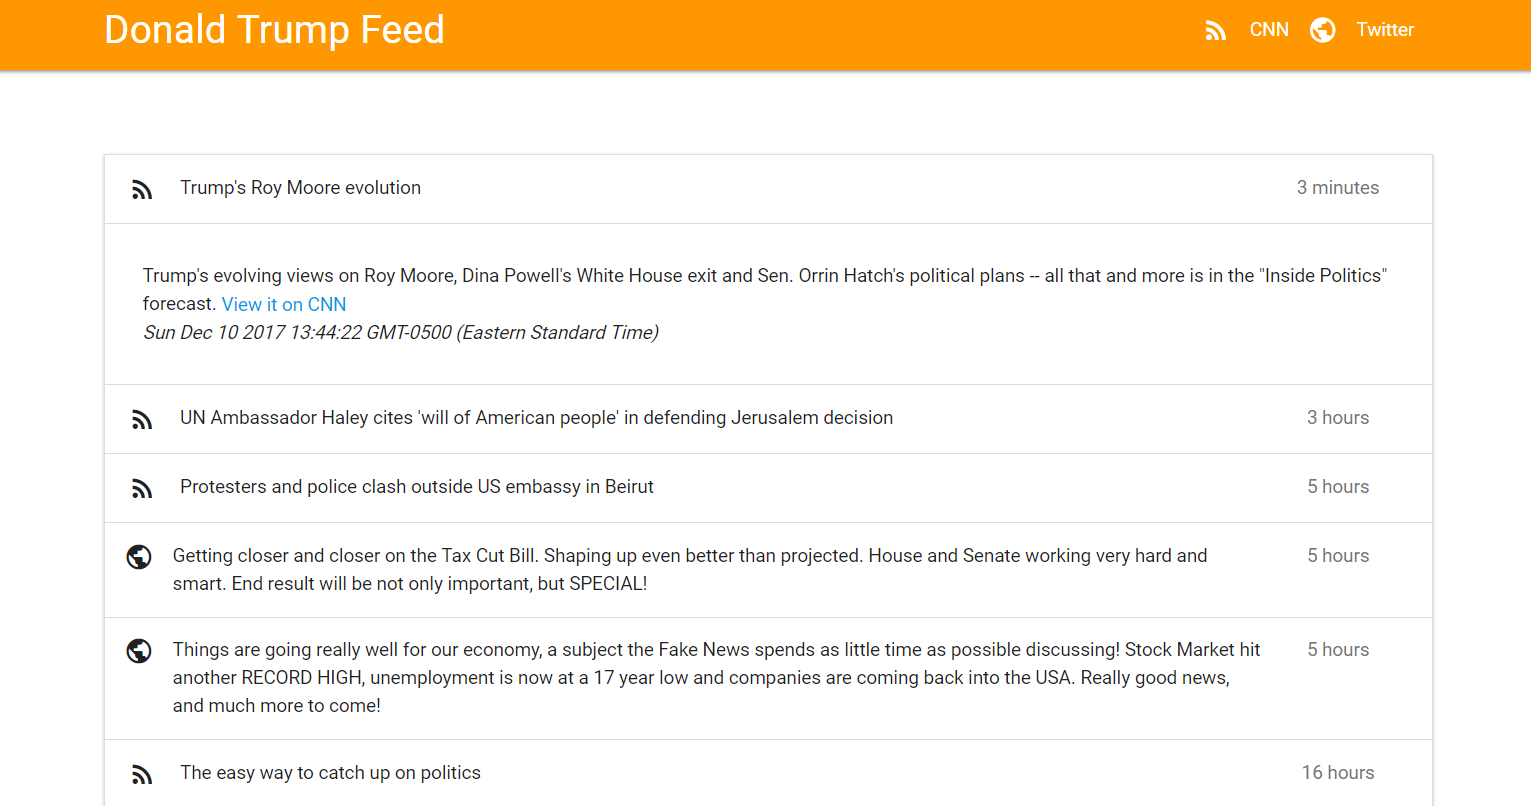 Donald Trump Feed
CNN
Twitter
Trump's Roy Moore evolution
3 minutes
Trump's evolving views on Roy Moore, Dina Powell's White House exit and Sen. Orrin Hatch's political plans -- all that and more is in the "Inside Politics"
forecast. View it on CNN
Sun Dec 10 2017 13:44:22 GMT-0500 (Eastern Standard Time)
UN Ambassador Haley cites 'will of American people' in defending Jerusalem decision
3 hours
Protesters and police clash outside US embassy in Beirut
5 hours
Getting closer and closer on the Tax Cut Bill. Shaping up even better than projected. House and Senate working very hard and
smart. End result will be not only important, but SPECIAL!
5 hours
Things are going really well for our economy, a subject the Fake News spends as little time as possible discussing! Stock Market hit
another RECORD HIGH, unemployment is now at a 17 year low and companies are coming back into the USA. Really good news,
and much more to come!
5 hours
The easy way to catch up on politics
16 hours